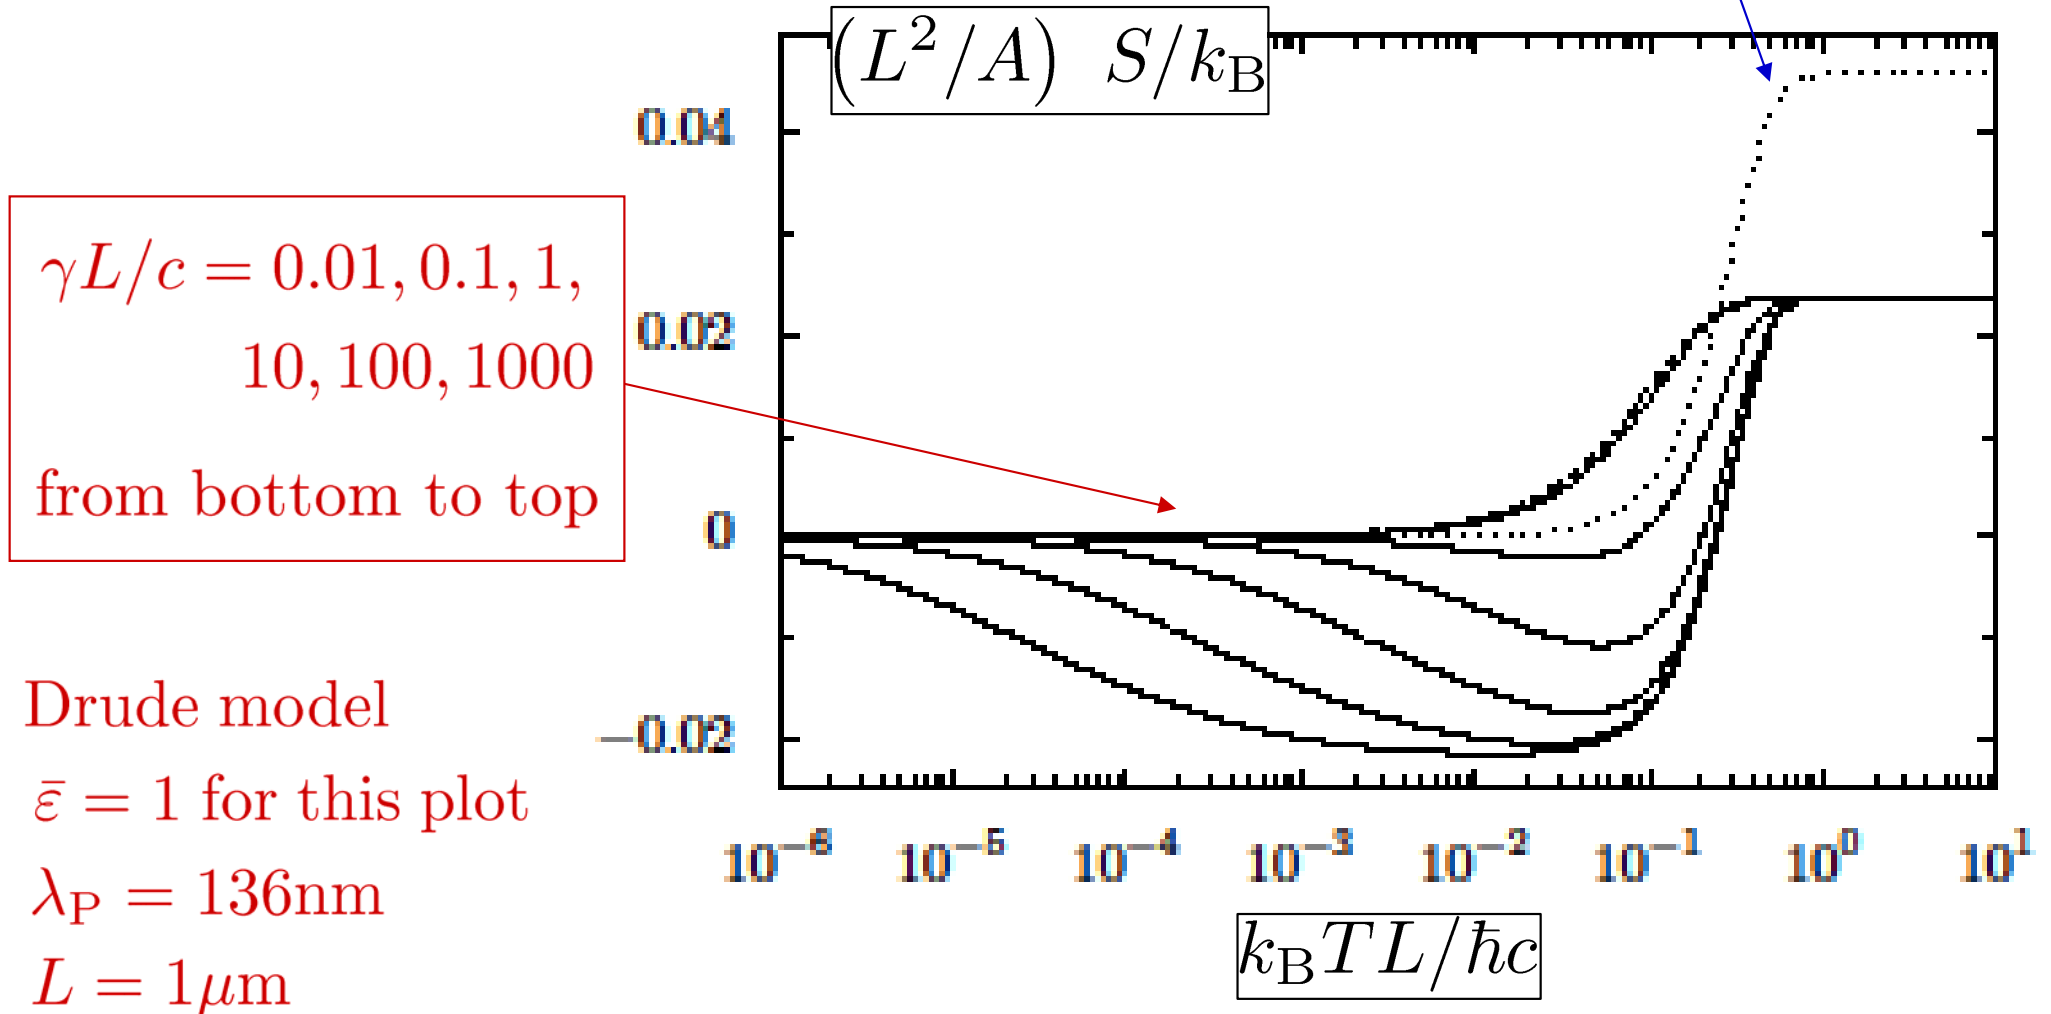 (L²/A) S/k_B
0.04
0.02
0
−0.02
γL/c = 0.01, 0.1, 1,
10, 100, 1000
from bottom to top
Drude model
ε̄ = 1 for this plot
λ_P = 136nm
L = 1μm
10⁻⁶ 10⁻⁵ 10⁻⁴ 10⁻³ 10⁻² 10⁻¹ 10⁰ 10¹
k_BTL/ħc